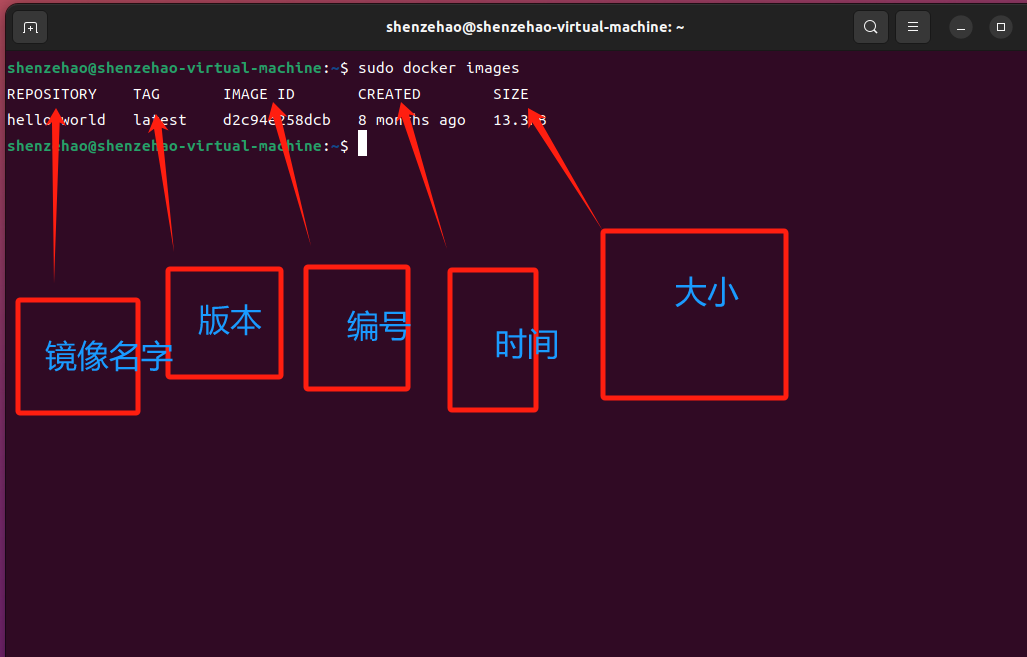 shenzehao@shenzehao-virtual-machine: ~
shenzehao@shenzehao-virtual-machine:~$ sudo docker images
REPOSITORY TAG IMAGE ID CREATED SIZE
hello-world latest d2c94e258dcb 8 months ago 13.3kB
shenzehao@shenzehao-virtual-machine:~$
镜像名字
版本
编号
时间
大小